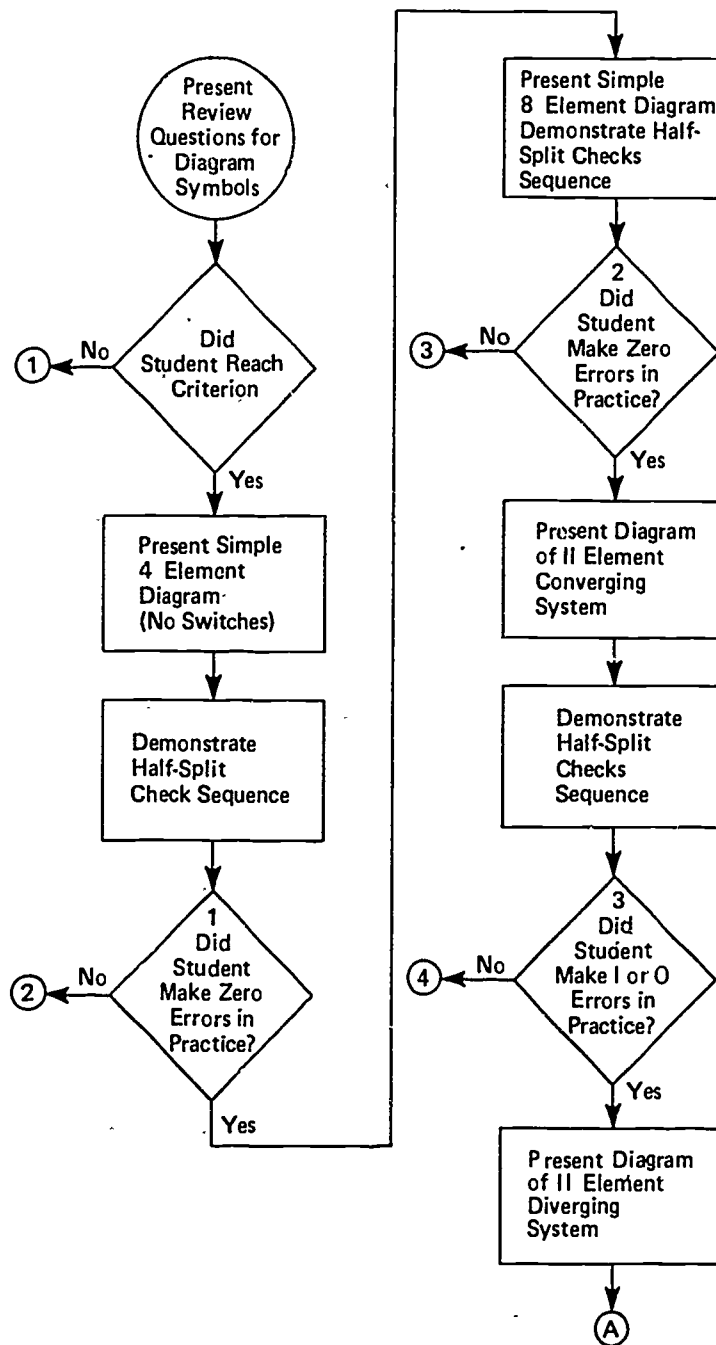 Present
Review
Questions for
Diagram
Symbols
Did
Student Reach
Criterion
No
1
Yes
Present Simple
4 Element
Diagram
(No Switches)
Demonstrate
Half-Split
Check Sequence
1
Did
Student
Make Zero
Errors in
Practice?
No
2
Yes
Present Simple
8 Element Diagram
Demonstrate Half-
Split Checks
Sequence
2
Did
Student
Make Zero
Errors in
Practice?
No
3
Yes
Present Diagram
of II Element
Converging
System
Demonstrate
Half-Split
Checks
Sequence
3
Did
Student
Make I or O
Errors in
Practice?
No
4
Yes
Present Diagram
of II Element
Diverging
System
A